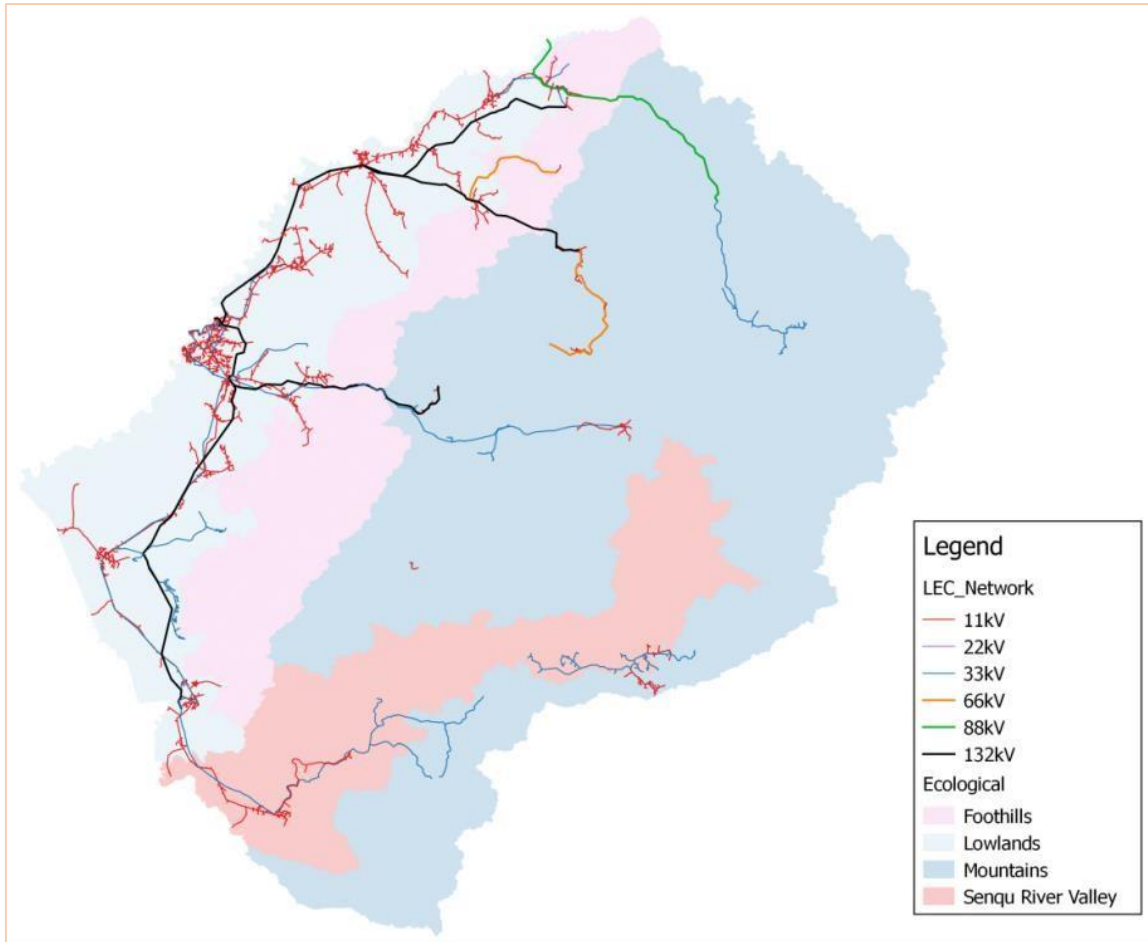 Legend
LEC_Network
11kV
22kV
33kV
66kV
88kV
132kV
Ecological
Foothills
Lowlands
Mountains
Senqu River Valley